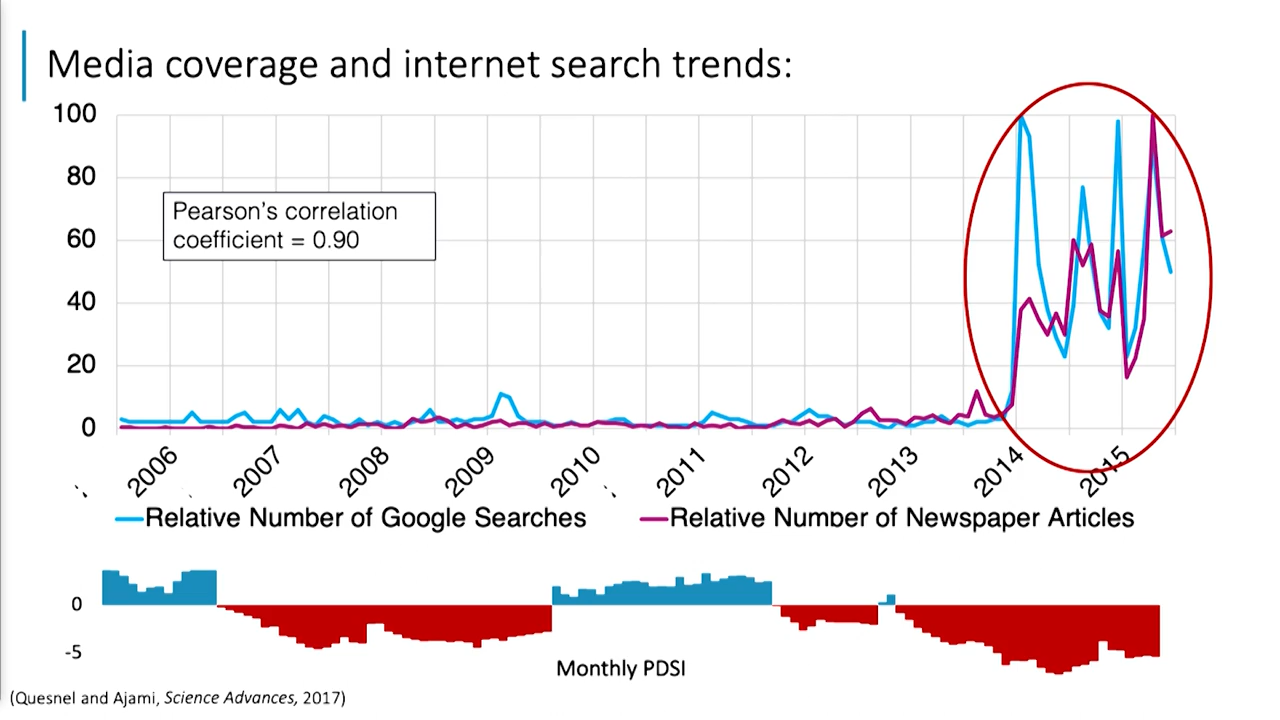 Media coverage and internet search trends:
100
80
60
40
20
0
Pearson's correlation
coefficient = 0.90
2006
2007
2008
2009
2010
2011
2012
2013
2014
2015
Relative Number of Google Searches
Relative Number of Newspaper Articles
0
-5
Monthly PDSI
(Quesnel and Ajami, Science Advances, 2017)